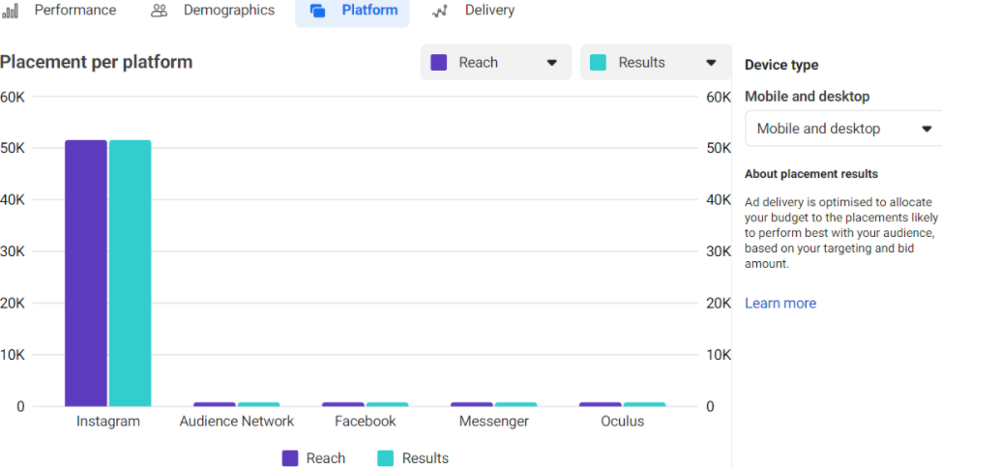 Performance Demographics Platform Delivery
Placement per platform
Reach Results
60K 60K
50K 50K
40K 40K
30K 30K
20K 20K
10K 10K
0 0
Instagram Audience Network Facebook Messenger Oculus
Reach Results
Device type
Mobile and desktop
Mobile and desktop
About placement results
Ad delivery is optimised to allocate
your budget to the placements likely
to perform best with your audience,
based on your targeting and bid
amount.
Learn more